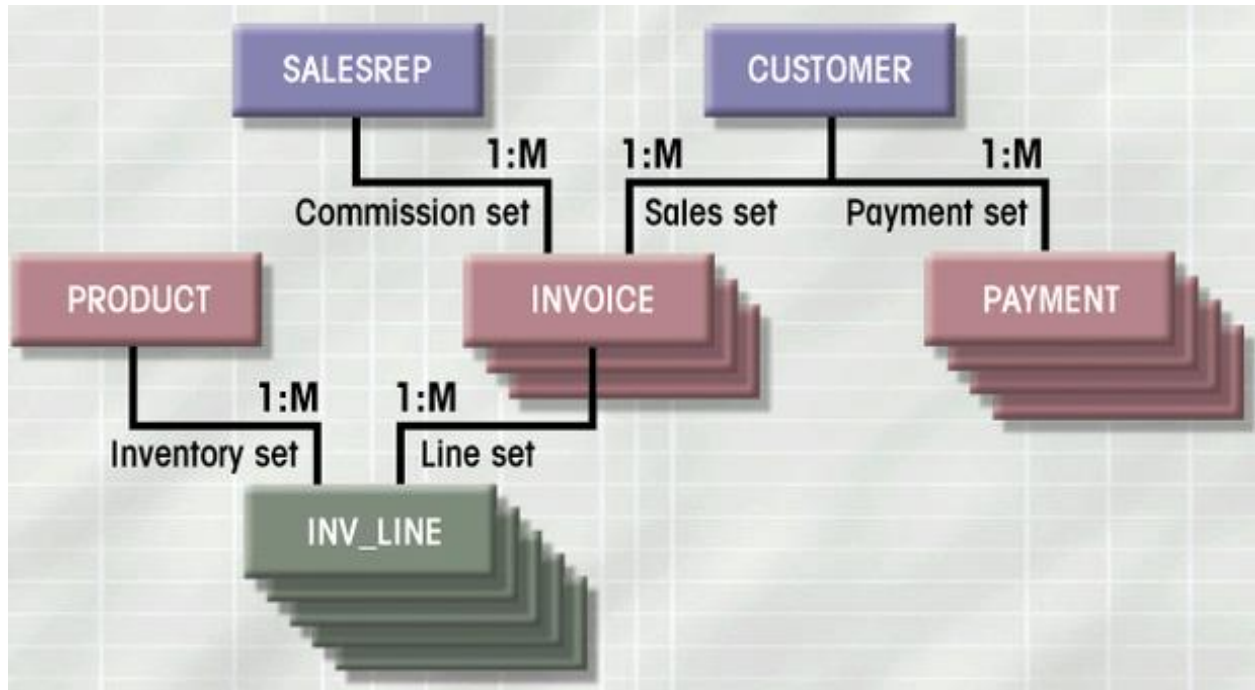 SALESREP
CUSTOMER
1:M
1:M
1:M
Commission set
Sales set
Payment set
PRODUCT
INVOICE
PAYMENT
1:M
1:M
Inventory set
Line set
INV_LINE